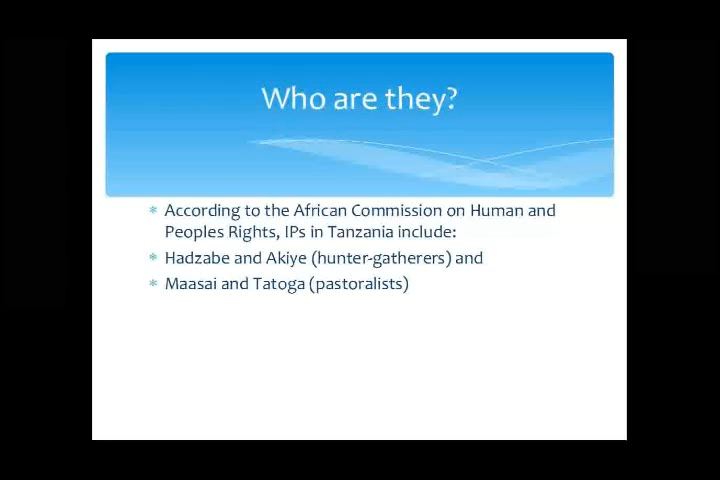 Who are they?
According to the African Commission on Human and
Peoples Rights, IPs in Tanzania include:
Hadzabe and Akiye (hunter-gatherers) and
Maasai and Tatoga (pastoralists)